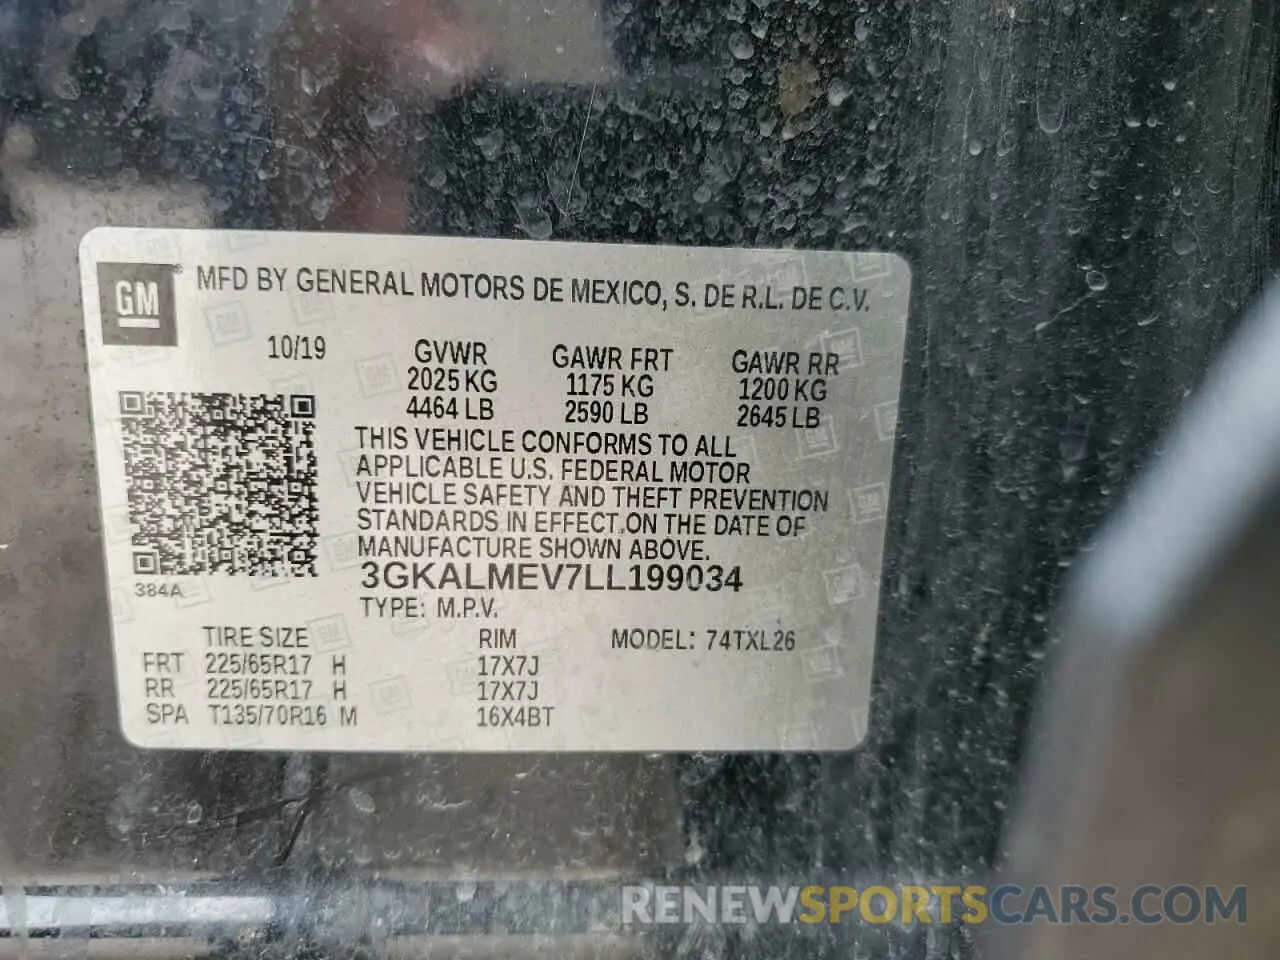 GM ® MFD BY GENERAL MOTORS DE MEXICO, S. DE R.L. DE C.V.
10/19 GVWR GAWR FRT GAWR RR
2025 KG 1175 KG 1200 KG
4464 LB 2590 LB 2645 LB
THIS VEHICLE CONFORMS TO ALL
APPLICABLE U.S. FEDERAL MOTOR
VEHICLE SAFETY AND THEFT PREVENTION
STANDARDS IN EFFECT ON THE DATE OF
MANUFACTURE SHOWN ABOVE.
384A 3GKALMEV7LL199034
TYPE: M.P.V.
TIRE SIZE RIM MODEL: 74TXL26
FRT 225/65R17 H 17X7J
RR 225/65R17 H 17X7J
SPA T135/70R16 M 16X4BT
RENEWSPORTSCARS.COM